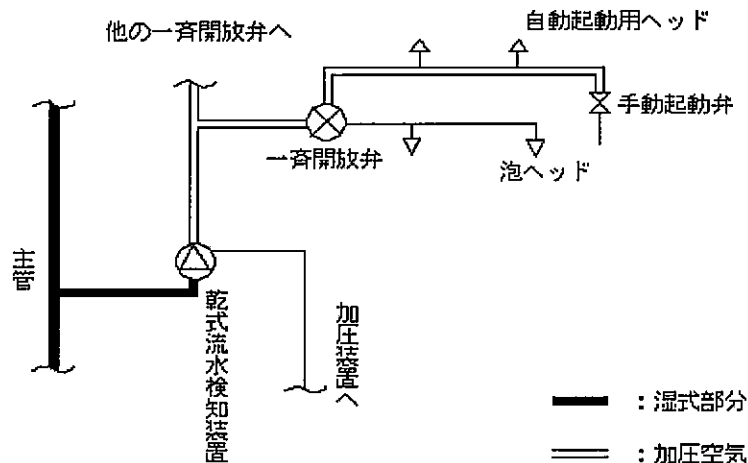 他の一斉開放弁へ
自動起動用ヘッド
手動起動弁
一斉開放弁
泡ヘッド
主管
乾式流水検知装置
加圧装置へ
：湿式部分
：加圧空気